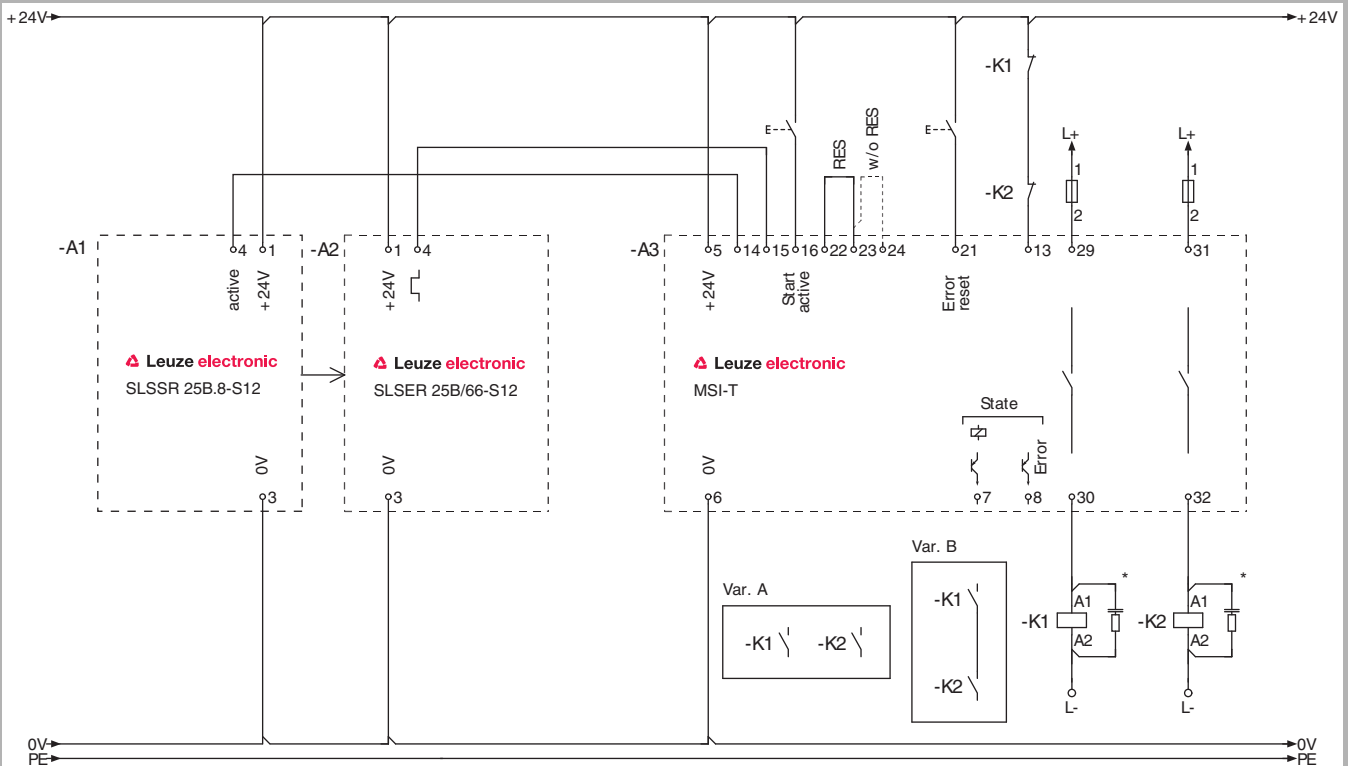 +24V +24V
-K1
E
E
RES
w/o RES
L+
L+
1
1
-K2
2
2
-A1
4
1
-A2
1
4
-A3
5
14
15
16
22
23
24
21
13
29
31
active
+24V
+24V
+24V
Start
active
Error
reset
Leuze electronic
SLSSR 25B.8-S12
Leuze electronic
SLSER 25B/66-S12
Leuze electronic
MSI-T
State
Error
0V
0V
0V
3
3
6
7
8
30
32
Var. A
-K1
-K2
Var. B
-K1
-K2
*
-K1
A1
A2
L-
*
-K2
A1
A2
L-
0V 0V
PE PE